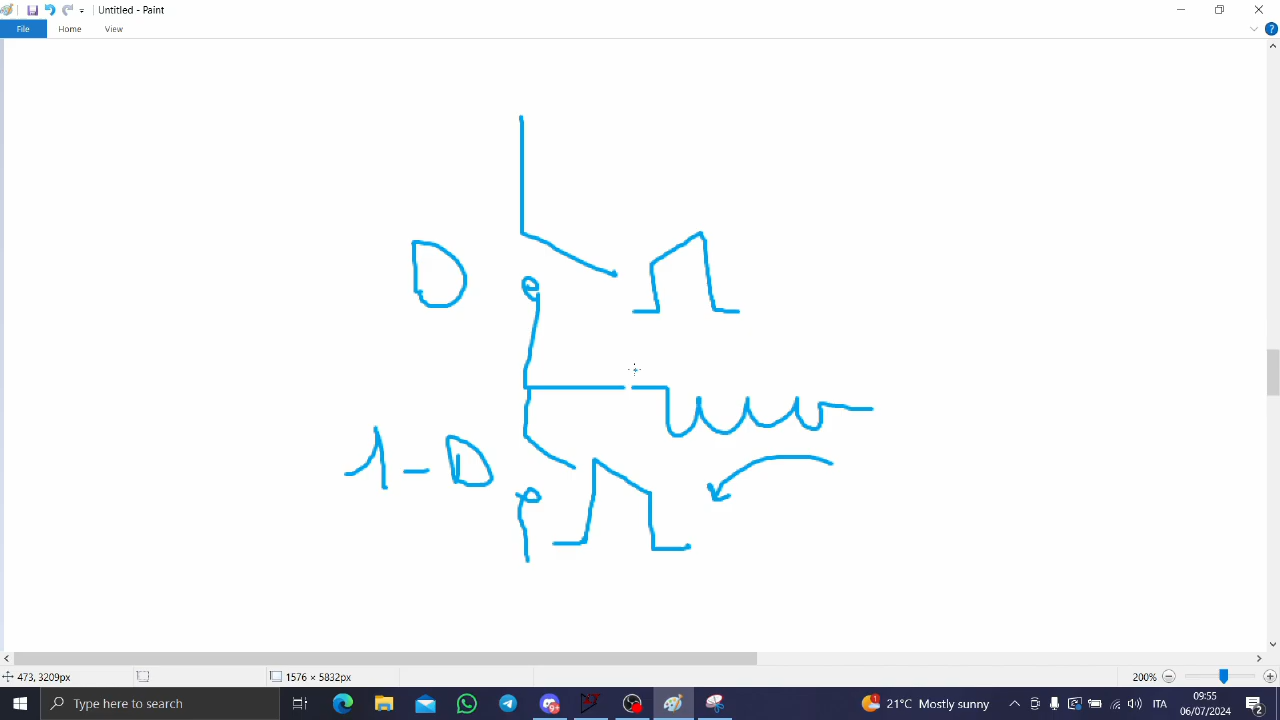 Untitled - Paint
File Home View
D
1-D
473, 3209px
1576 × 5832px
200%
Type here to search
21°C Mostly sunny
ITA
09:55
06/07/2024
2